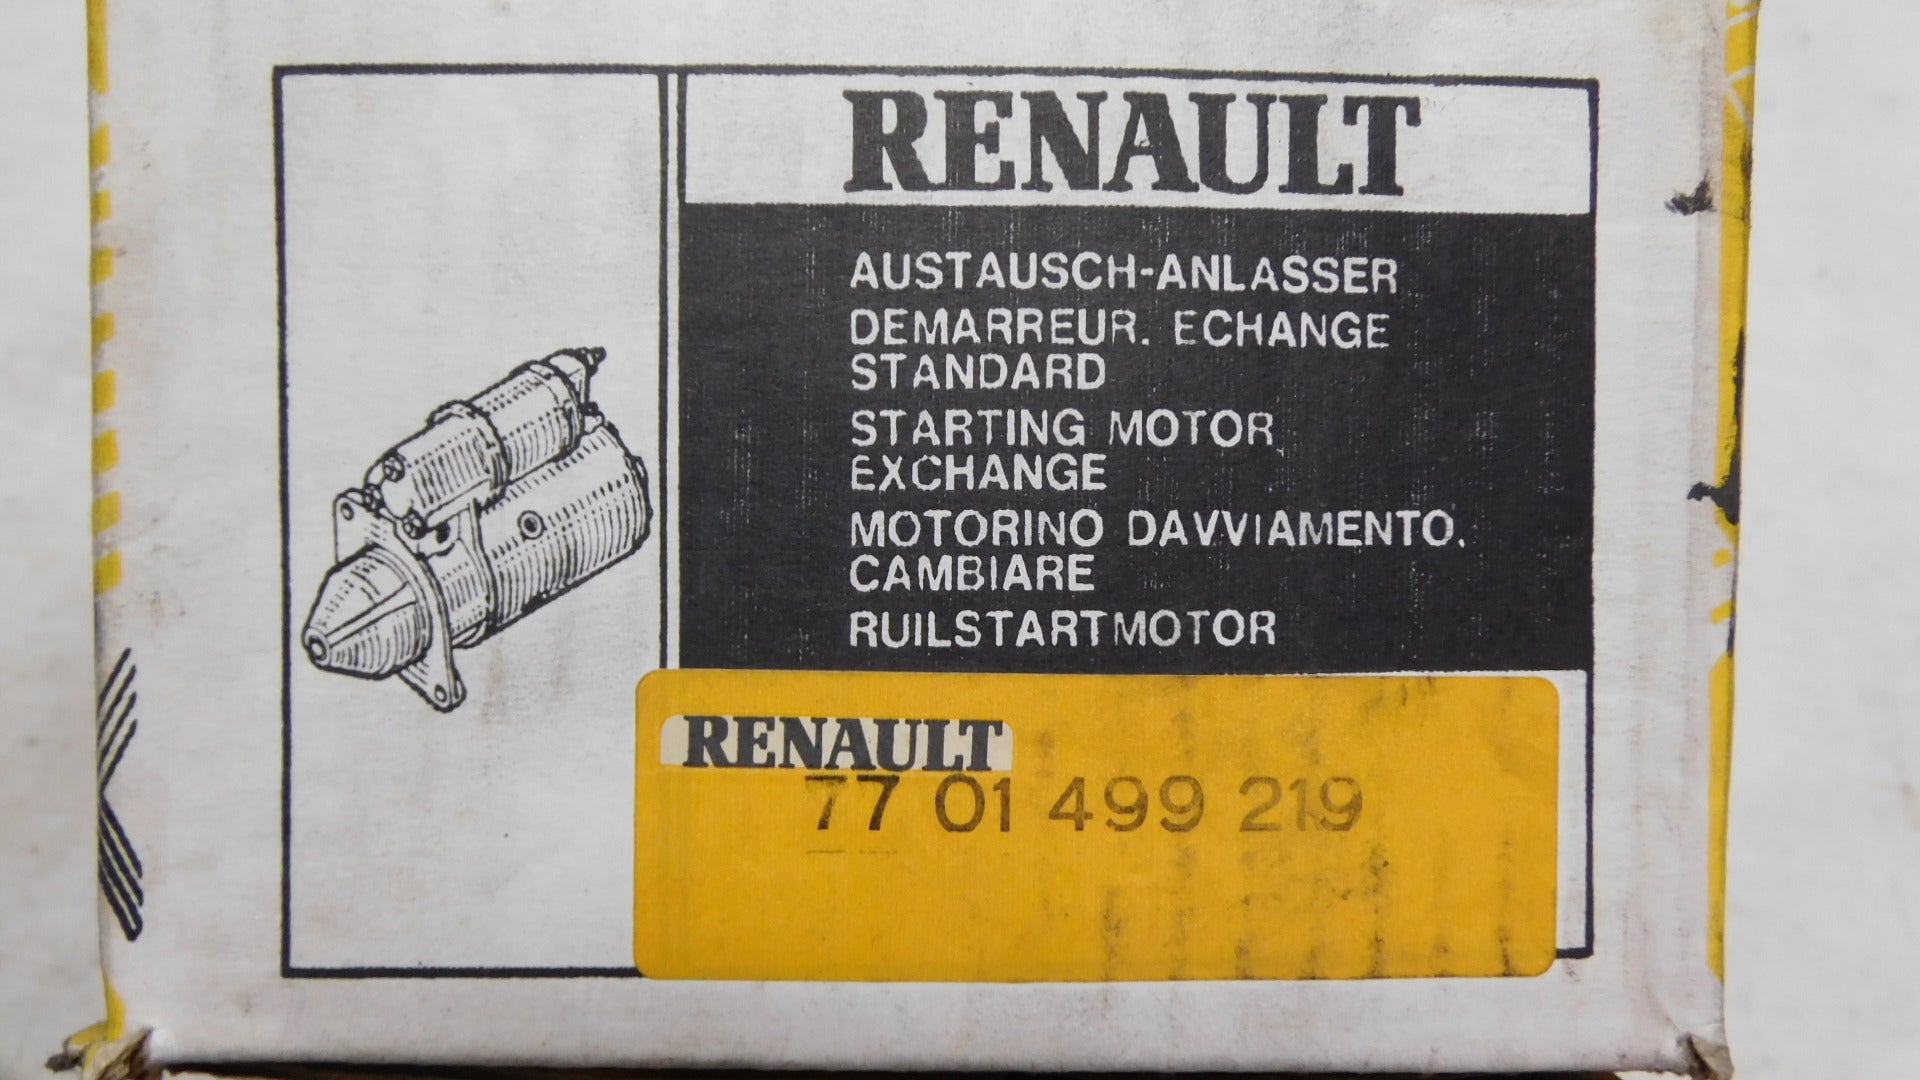 RENAULT
AUSTAUSCH-ANLASSER
DEMARREUR. ECHANGE
STANDARD
STARTING MOTOR
EXCHANGE
MOTORINO DAVVIAMENTO.
CAMBIARE
RUILSTARTMOTOR
RENAULT
77 01 499 219